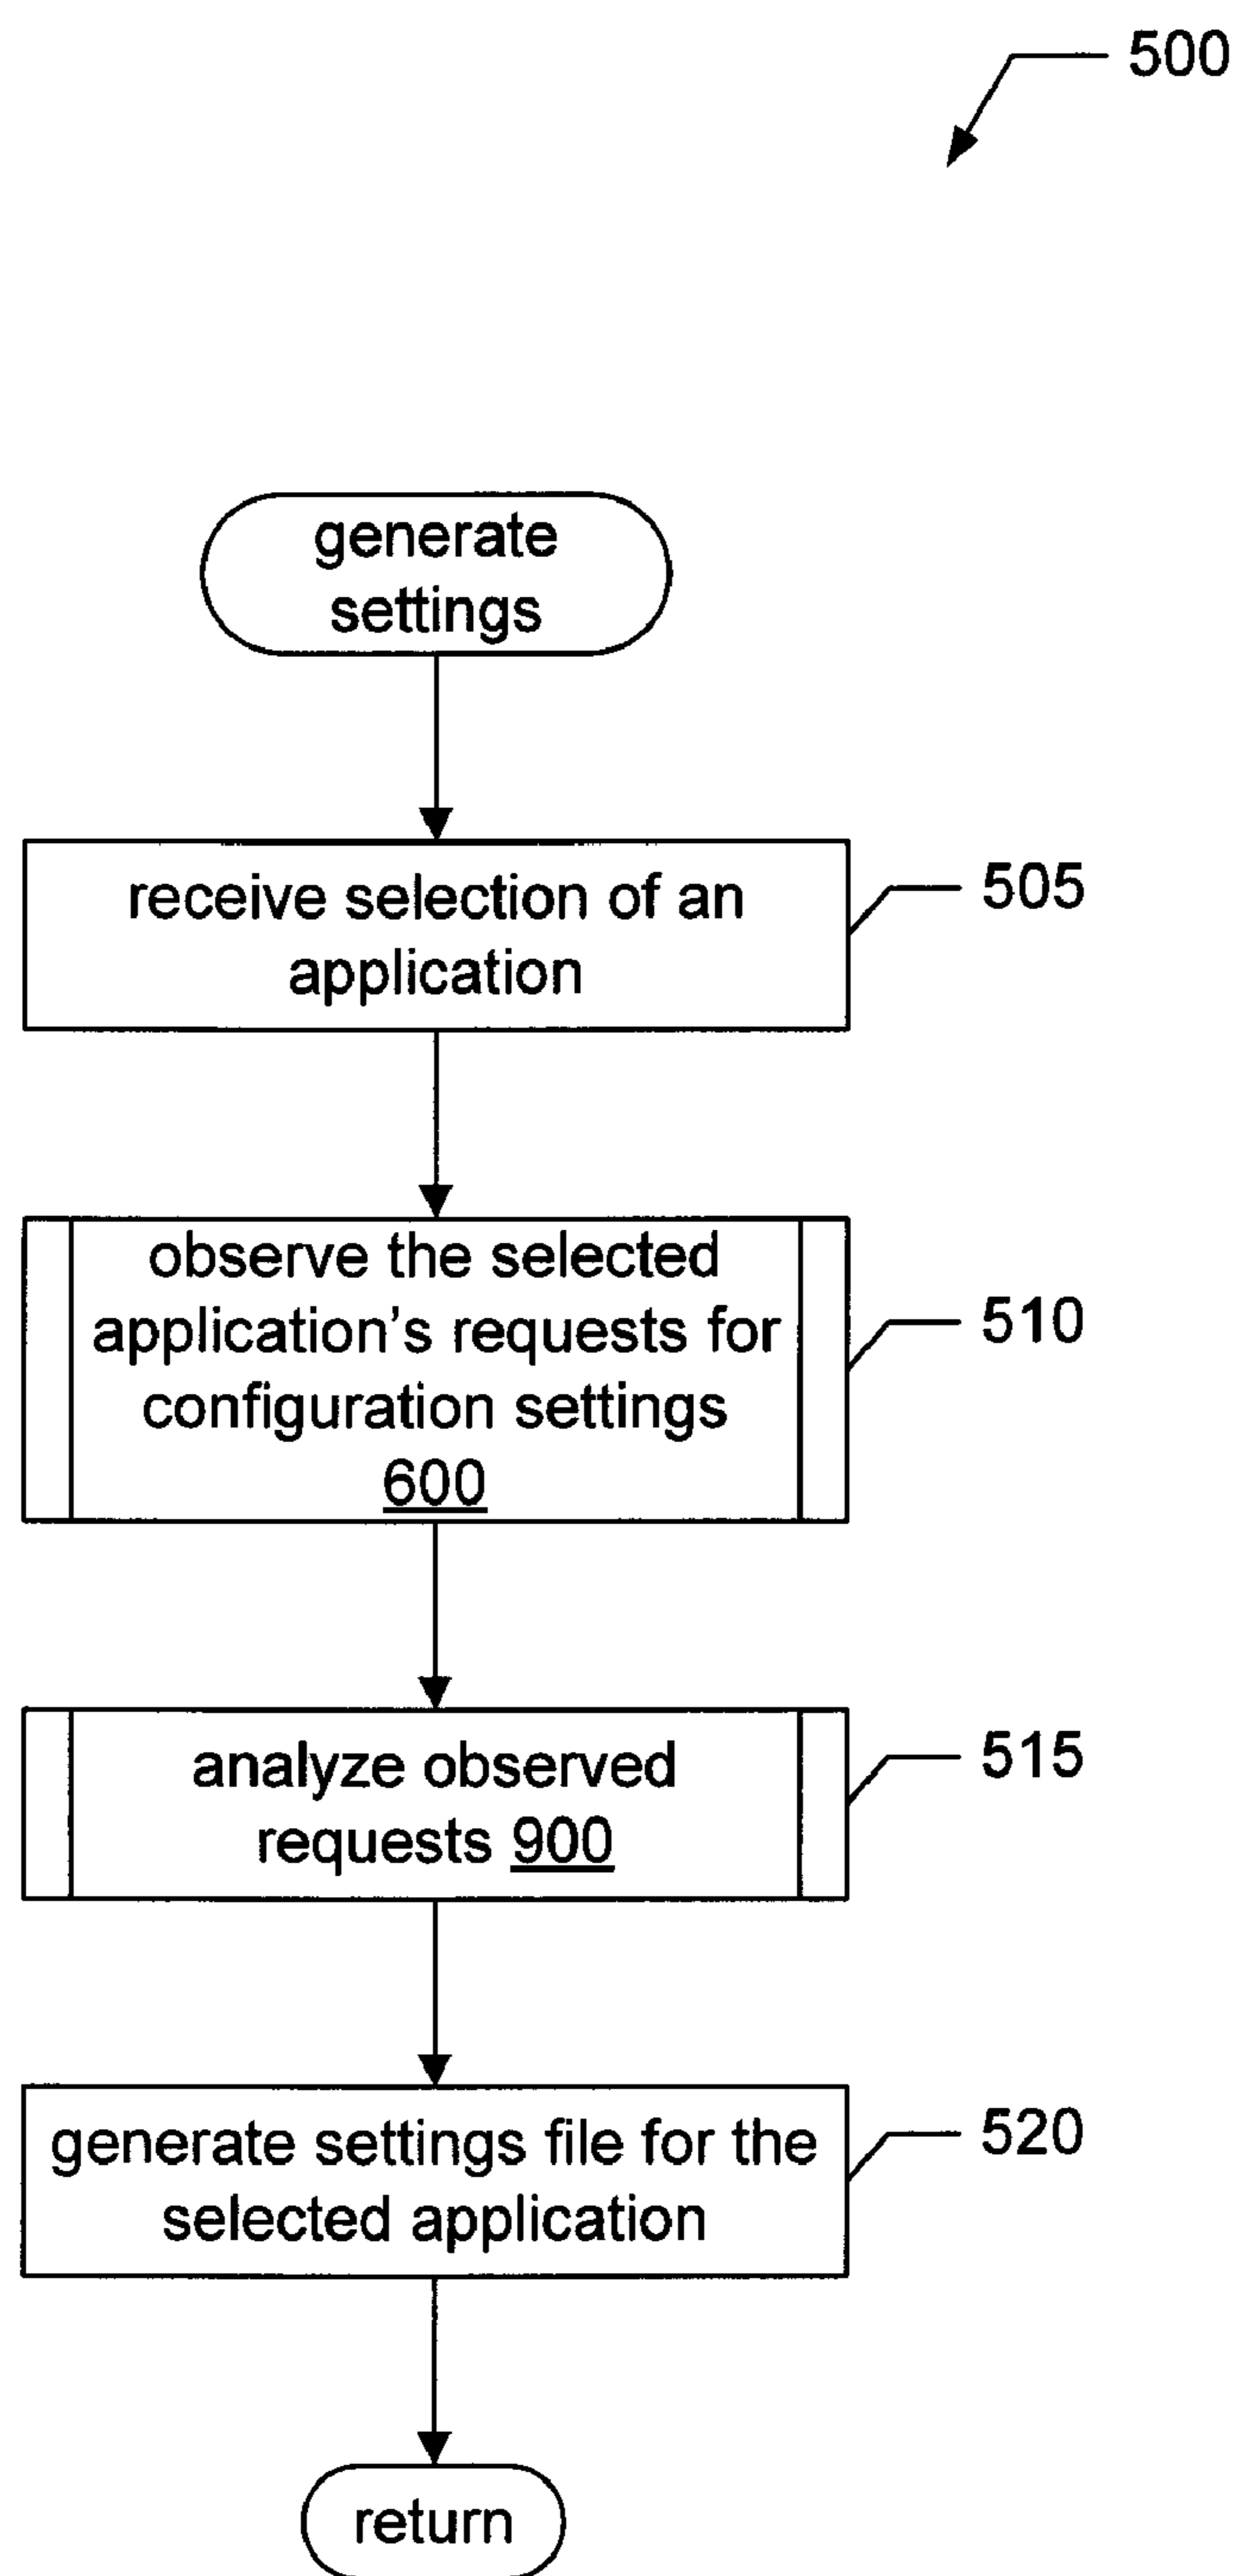 500
generate
settings
receive selection of an
application
505
observe the selected
application's requests for
configuration settings
600
510
analyze observed
requests 900
515
generate settings file for the
selected application
520
return